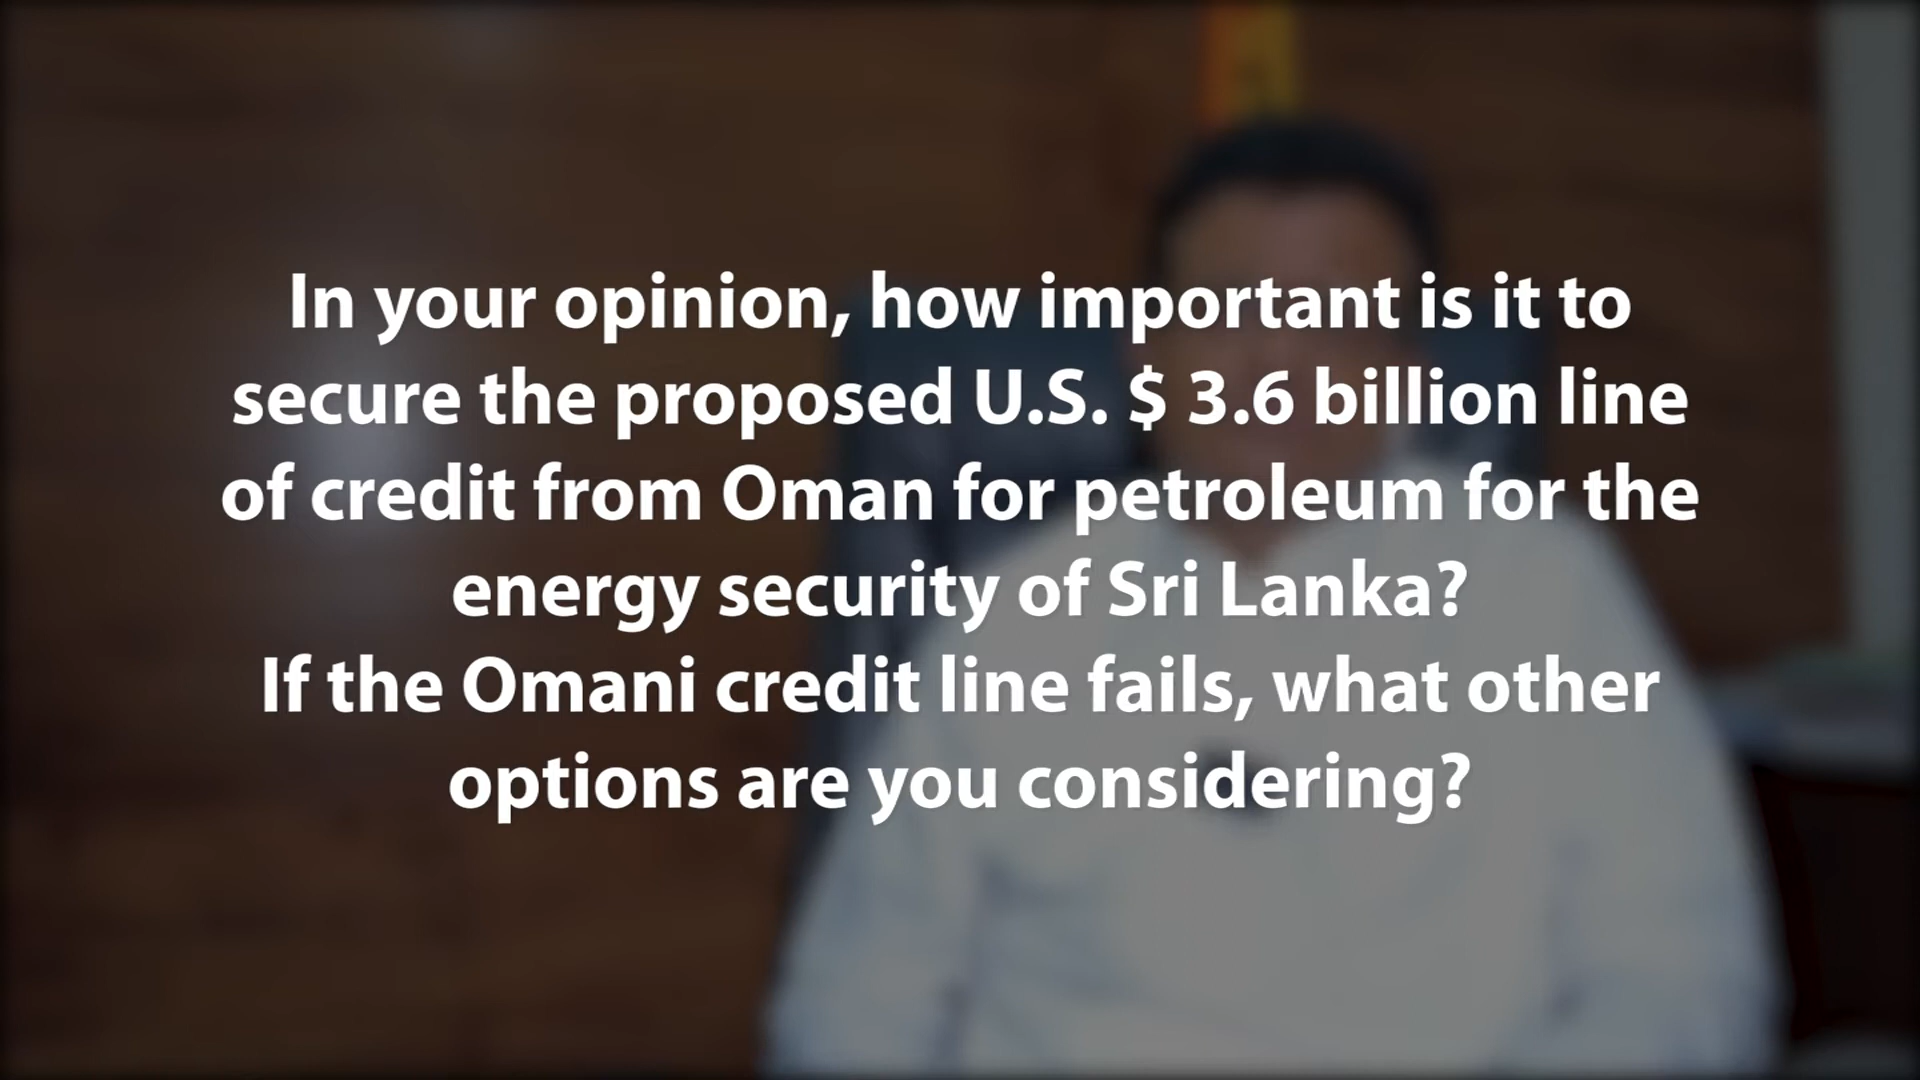 In your opinion, how important is it to
secure the proposed U.S. $ 3.6 billion line
of credit from Oman for petroleum for the
energy security of Sri Lanka?
If the Omani credit line fails, what other
options are you considering?